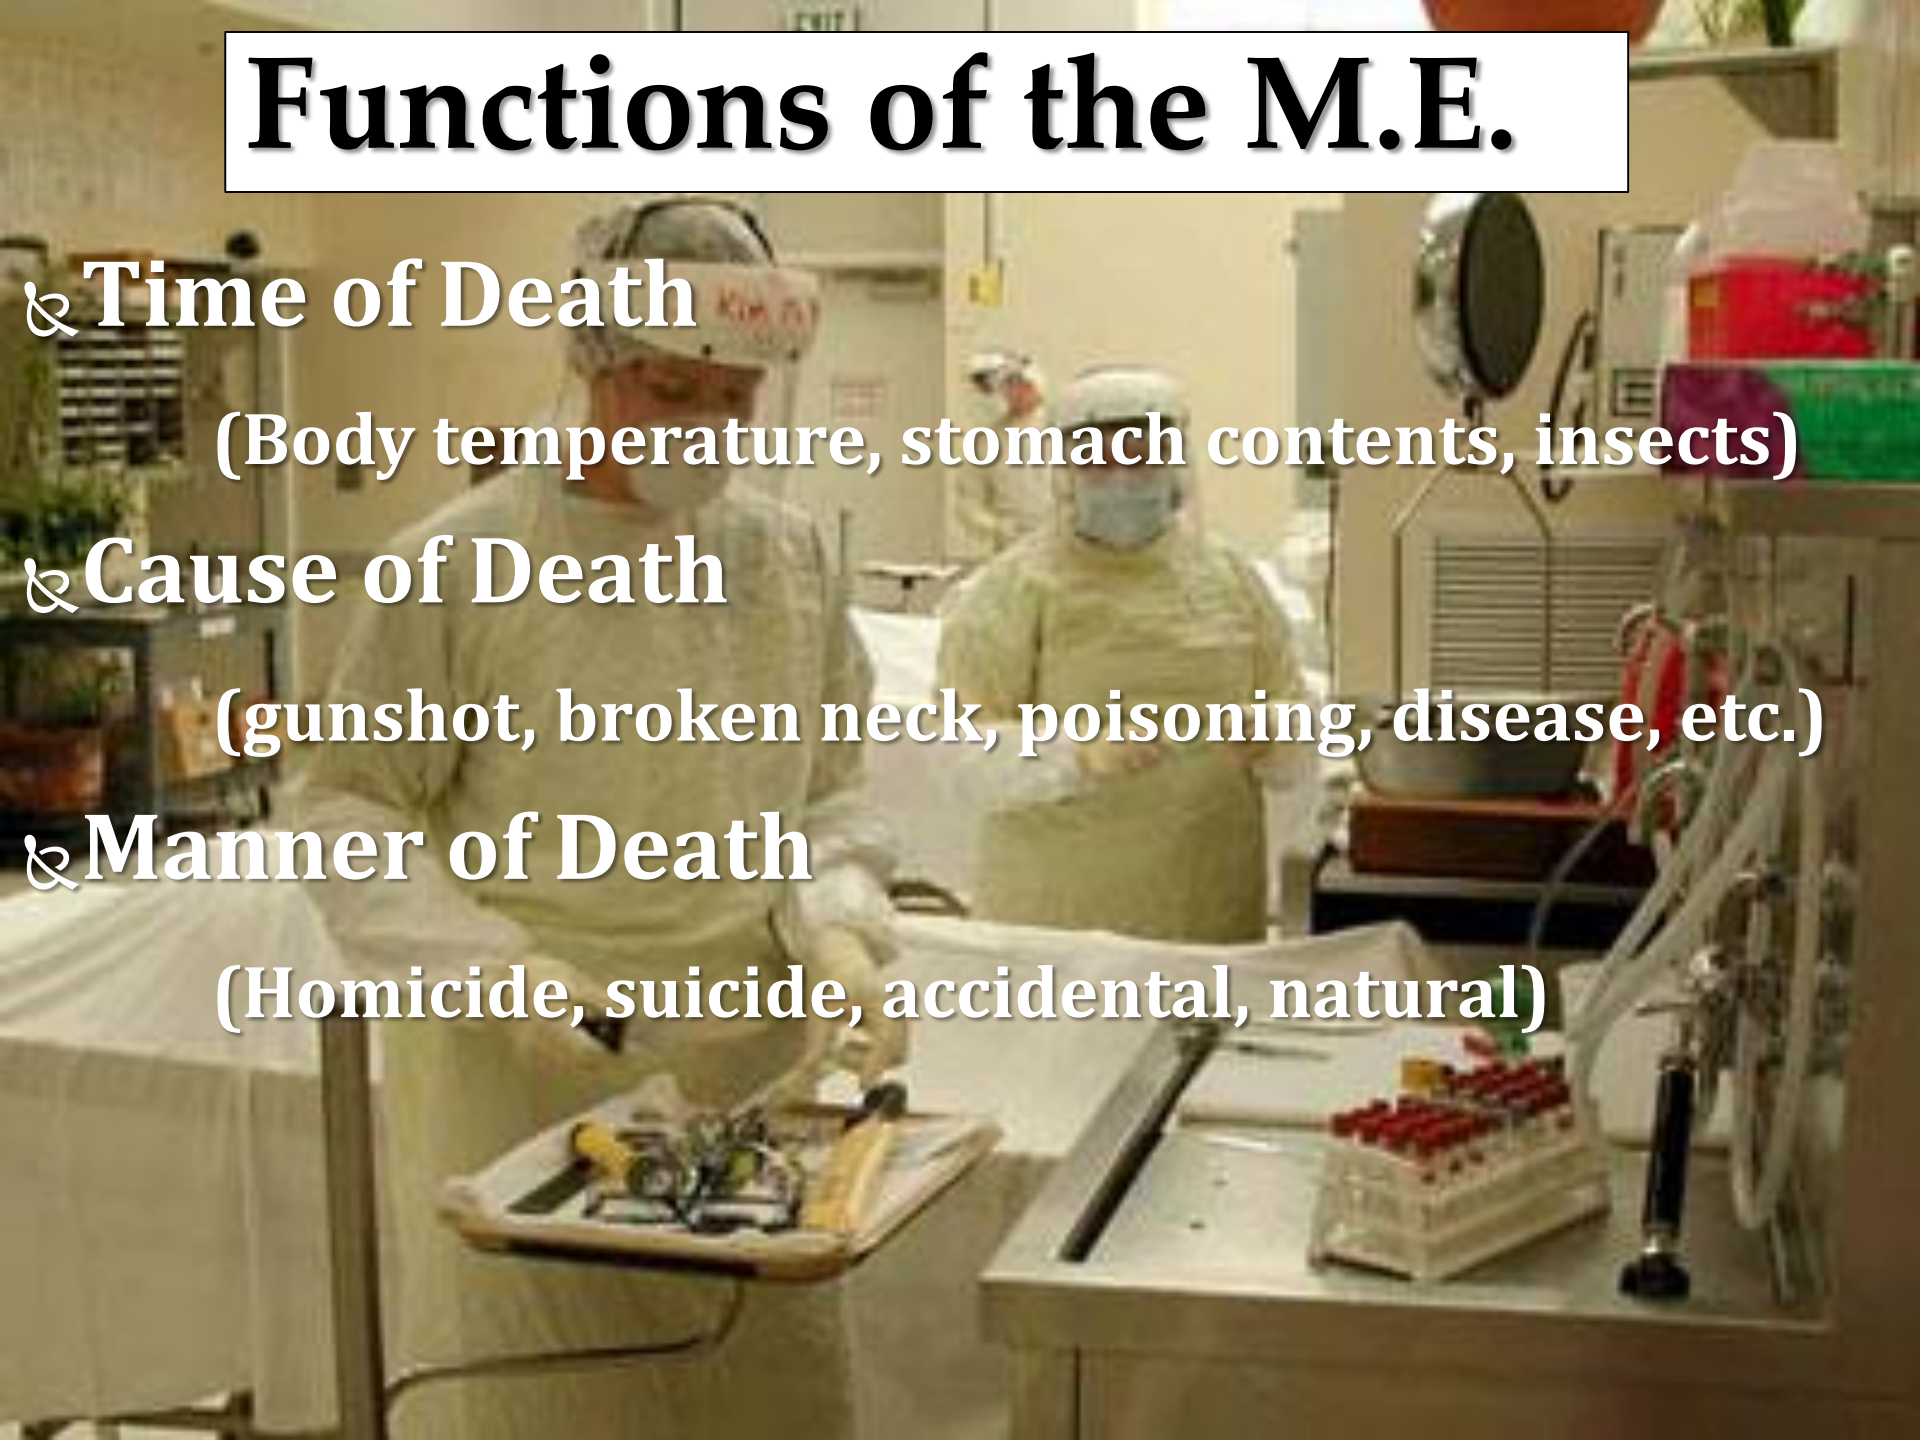 Functions of the M.E.
Time of Death
(Body temperature, stomach contents, insects)
Cause of Death
(gunshot, broken neck, poisoning, disease, etc.)
Manner of Death
(Homicide, suicide, accidental, natural)